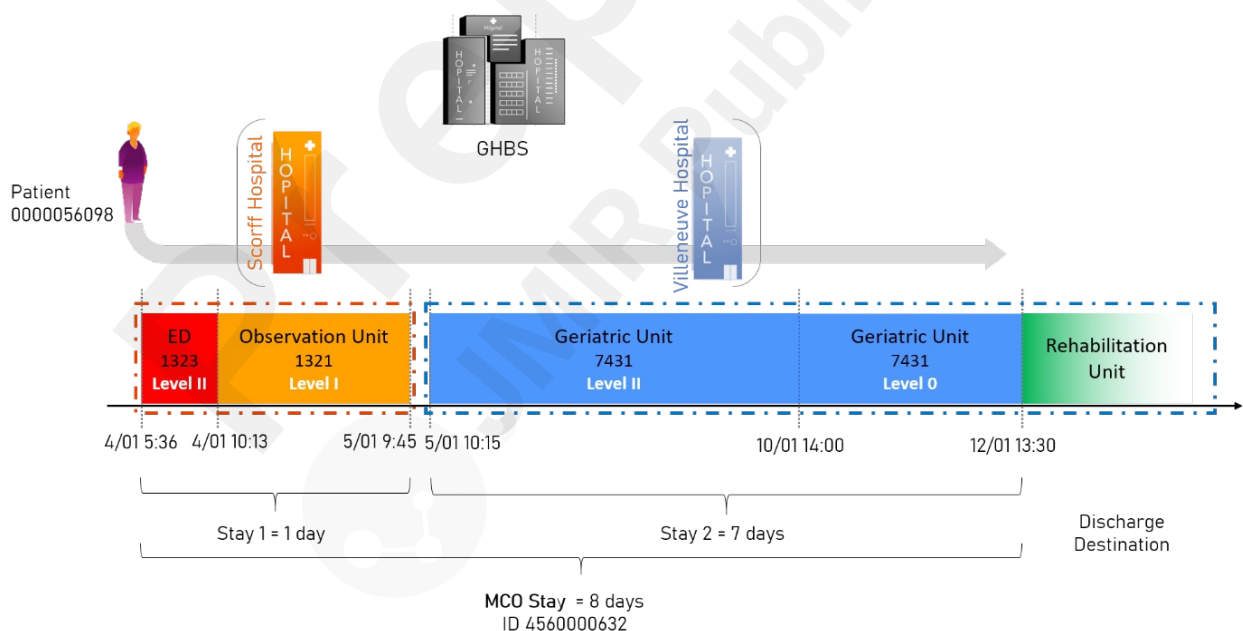 Hôpital
HOPITAL
HOPITAL
GHBS
Patient
0000056098
Scorff Hospital
HOPITAL
Villeneuve Hospital
HOPITAL
ED
1323
Level II
Observation Unit
1321
Level I
Geriatric Unit
7431
Level II
Geriatric Unit
7431
Level 0
Rehabilitation
Unit
4/01 5:36
4/01 10:13
5/01 9:45
5/01 10:15
10/01 14:00
12/01 13:30
Stay 1 = 1 day
Stay 2 = 7 days
Discharge
Destination
MCO Stay = 8 days
ID 4560000632